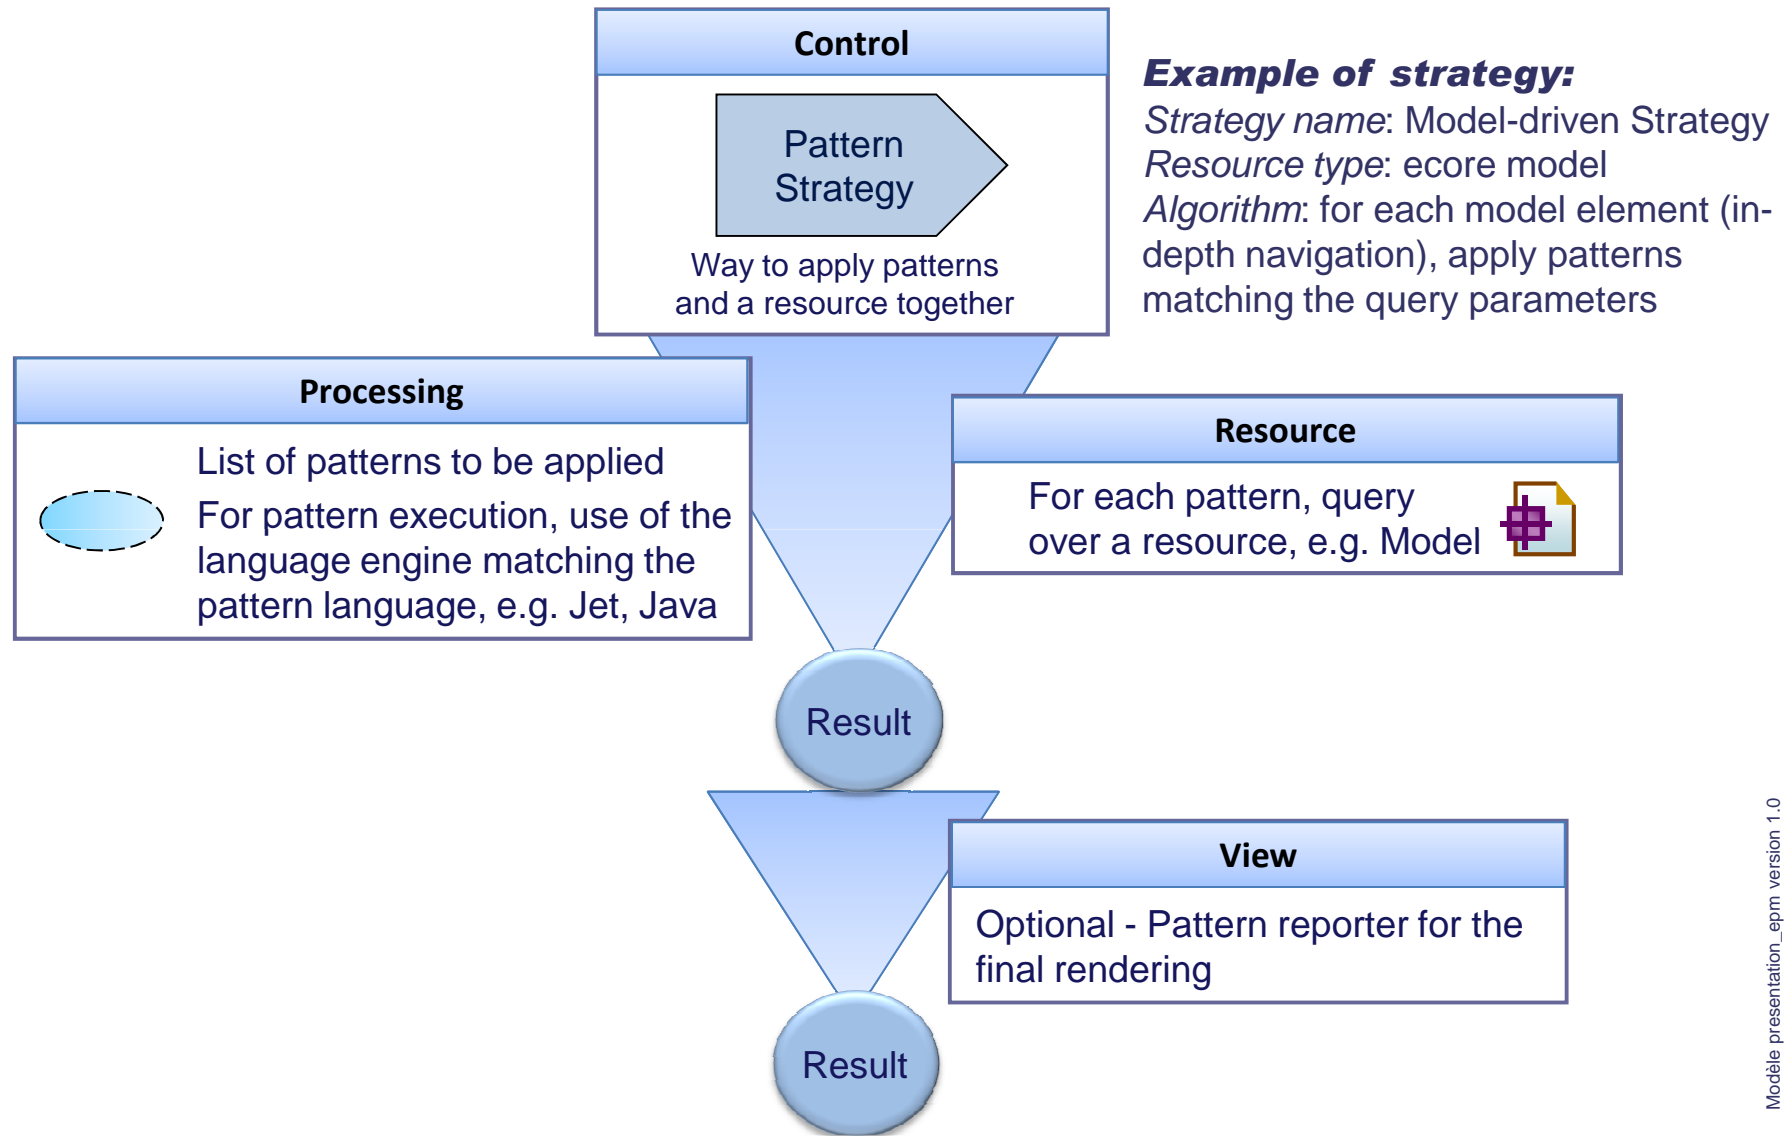 Control
Pattern
Strategy
Way to apply patterns
and a resource together
Example of strategy:
Strategy name: Model-driven Strategy
Resource type: ecore model
Algorithm: for each model element (in-
depth navigation), apply patterns
matching the query parameters
Processing
List of patterns to be applied
For pattern execution, use of the
language engine matching the
pattern language, e.g. Jet, Java
Resource
For each pattern, query
over a resource, e.g. Model
Result
View
Optional - Pattern reporter for the
final rendering
Result
Modèle presentation_epm version 1.0